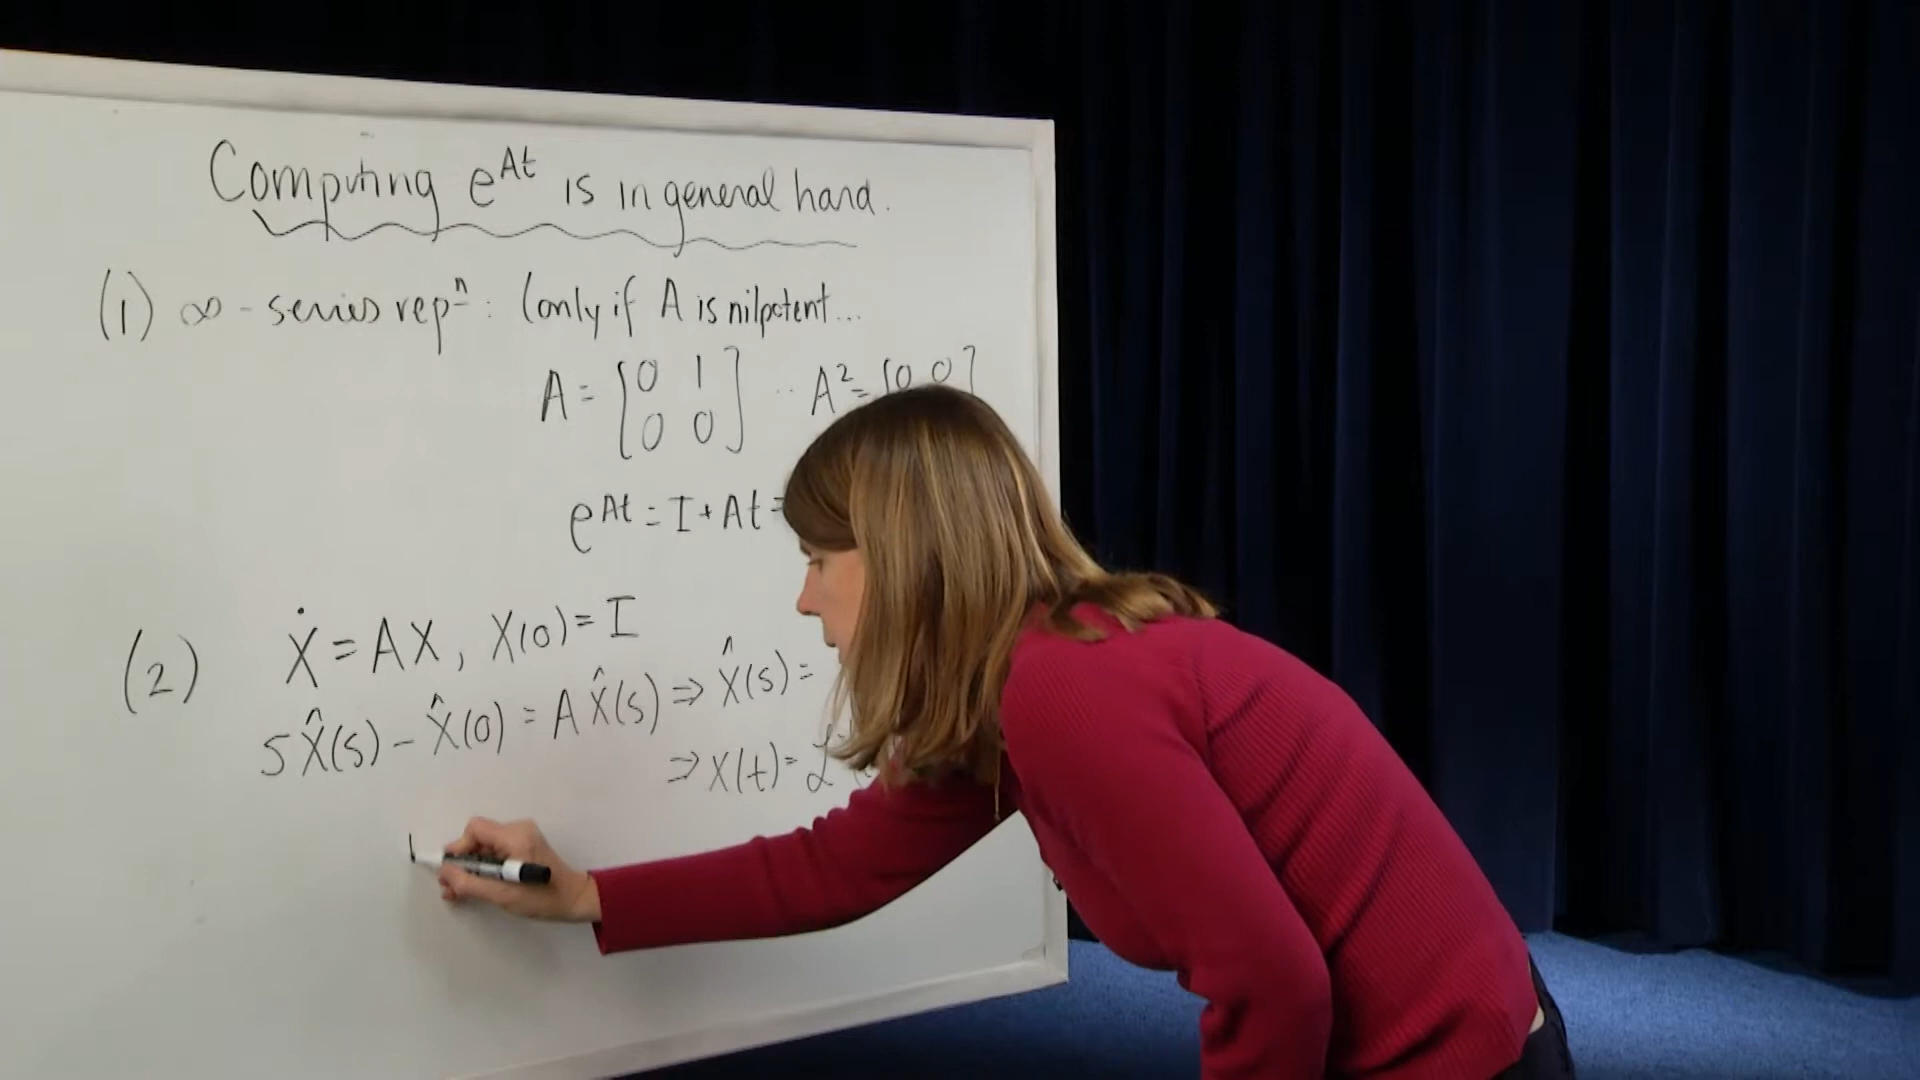 Computing e^At is in general hard.
(1) ∞-series repⁿ: (only if A is nilpotent...
A = [0 1 ·· A² = [0 0]
0 0]
e^At = I + At =
(2) Ẋ = AX, X(0) = I
sX̂(s) - X̂(0) = AX̂(s) ⇒ X̂(s) =
⇒ X(t) = ℒ